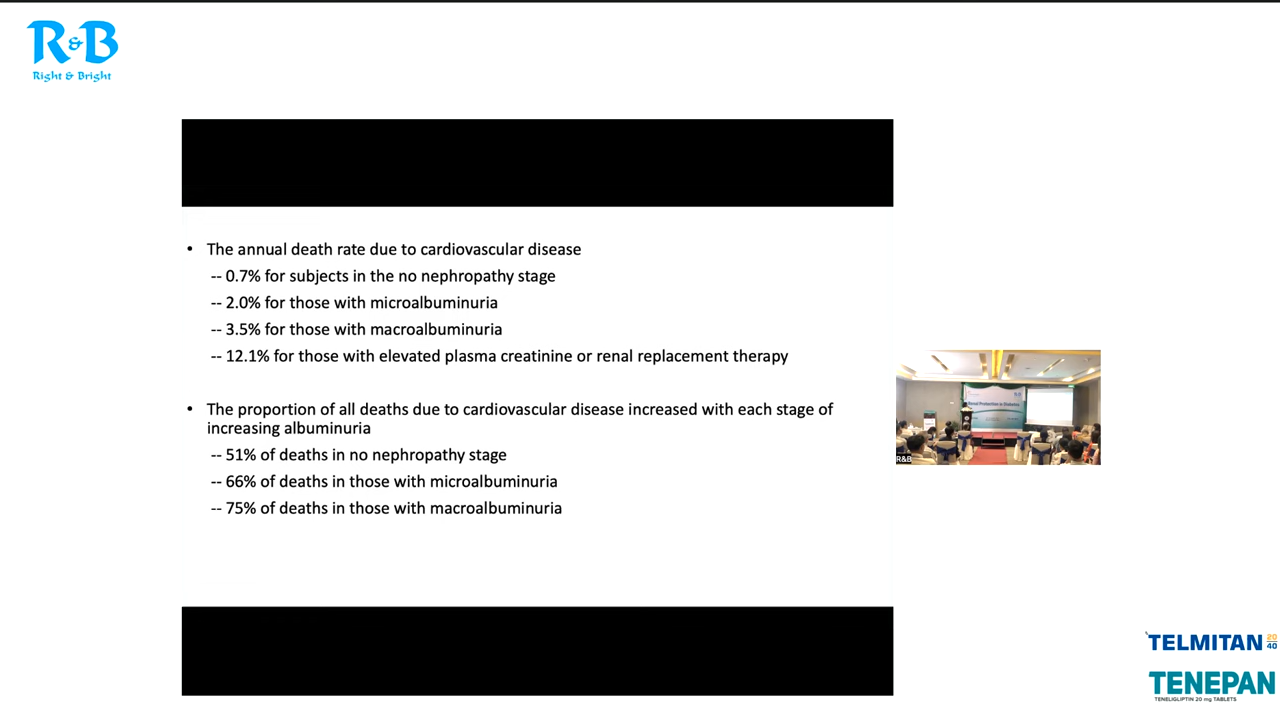 R&B
Right & Bright
• The annual death rate due to cardiovascular disease
-- 0.7% for subjects in the no nephropathy stage
-- 2.0% for those with microalbuminuria
-- 3.5% for those with macroalbuminuria
-- 12.1% for those with elevated plasma creatinine or renal replacement therapy
• The proportion of all deaths due to cardiovascular disease increased with each stage of
increasing albuminuria
-- 51% of deaths in no nephropathy stage
-- 66% of deaths in those with microalbuminuria
-- 75% of deaths in those with macroalbuminuria
Renal Protection in Diabetes
R&B
TELMITAN 20 40
TENEPAN
TENELIGLIPTIN 20 mg TABLETS